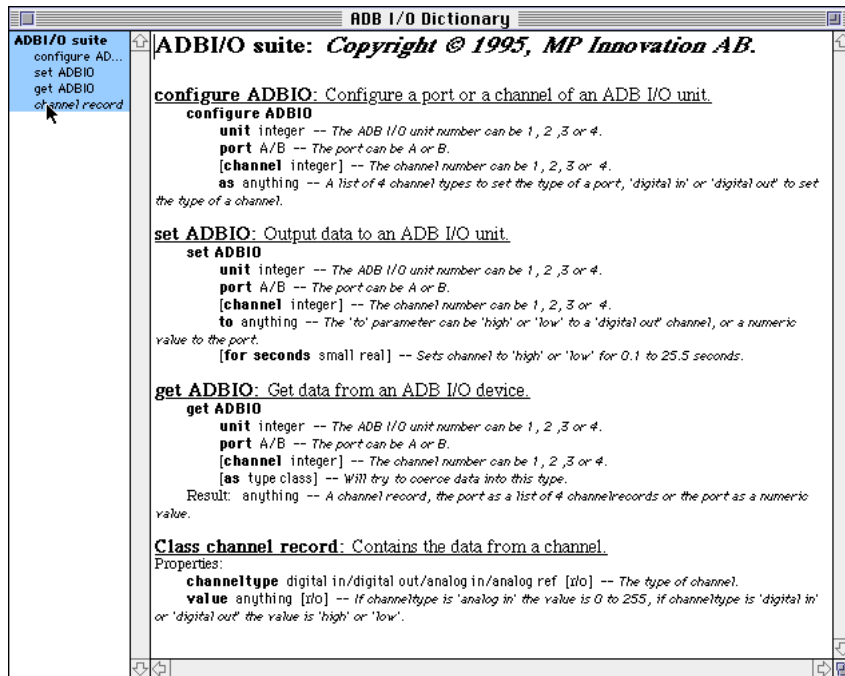 ADB I/O Dictionary
ADBI/O suite
configure AD...
set ADBIO
get ADBIO
channel record
ADBI/O suite: Copyright © 1995, MP Innovation AB.
configure ADBIO: Configure a port or a channel of an ADB I/O unit.
configure ADBIO
unit integer -- The ADB I/O unit number can be 1, 2 ,3 or 4.
port A/B -- The port can be A or B.
[channel integer] -- The channel number can be 1, 2, 3 or 4.
as anything -- A list of 4 channel types to set the type of a port, 'digital in' or 'digital out' to set
the type of a channel.
set ADBIO: Output data to an ADB I/O unit.
set ADBIO
unit integer -- The ADB I/O unit number can be 1, 2 ,3 or 4.
port A/B -- The port can be A or B.
[channel integer] -- The channel number can be 1, 2, 3 or 4.
to anything -- The 'to' parameter can be 'high' or 'low' to a 'digital out' channel, or a numeric
value to the port.
[for seconds small real] -- Sets channel to 'high' or 'low' for 0.1 to 25.5 seconds.
get ADBIO: Get data from an ADB I/O device.
get ADBIO
unit integer -- The ADB I/O unit number can be 1, 2 ,3 or 4.
port A/B -- The port can be A or B.
[channel integer] -- The channel number can be 1, 2 ,3 or 4.
[as type class] -- Will try to coerce data into this type.
Result: anything -- A channel record, the port as a list of 4 channelrecords or the port as a numeric
value.
Class channel record: Contains the data from a channel.
Properties:
channeltype digital in/digital out/analog in/analog ref [r/o] -- The type of channel.
value anything [r/o] -- If channeltype is 'analog in' the value is 0 to 255, if channeltype is 'digital in'
or 'digital out' the value is 'high' or 'low'.